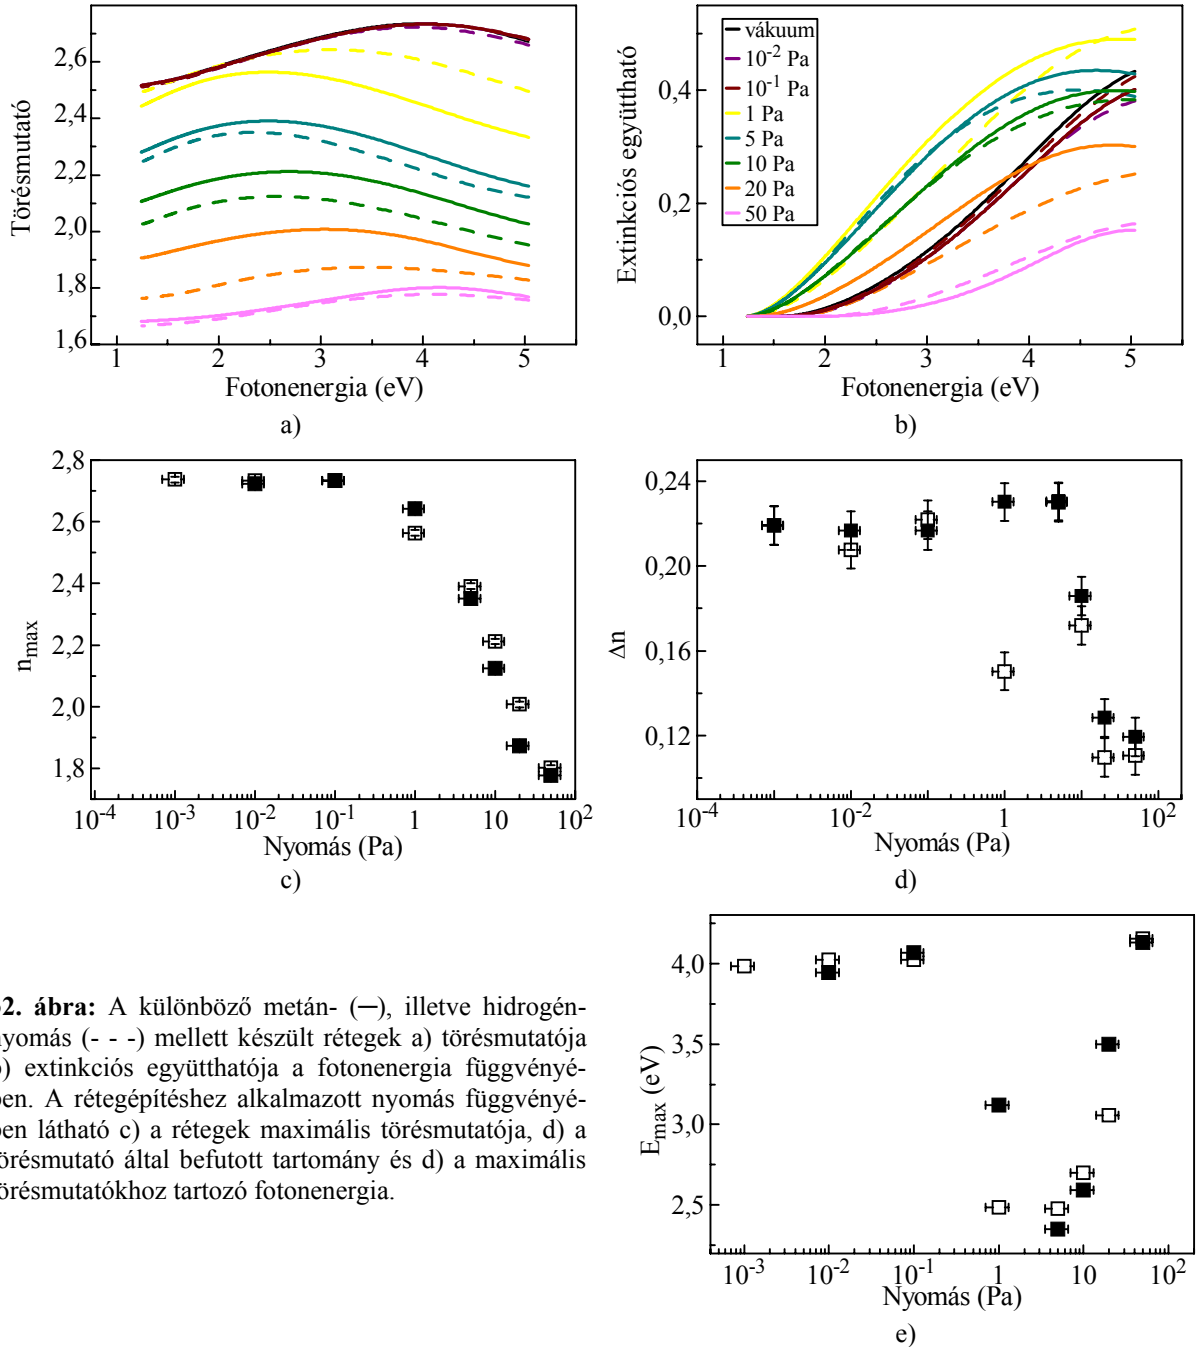 2,6
2,4
2,2
2,0
1,8
1,6
Törésmutató
1 2 3 4 5
Fotonenergia (eV)
a)
0,4
0,2
0,0
Extinkciós együttható
vákuum
10⁻² Pa
10⁻¹ Pa
1 Pa
5 Pa
10 Pa
20 Pa
50 Pa
1 2 3 4 5
Fotonenergia (eV)
b)
2,8
2,6
2,4
2,2
2,0
1,8
n_max
10⁻⁴ 10⁻³ 10⁻² 10⁻¹ 1 10 10²
Nyomás (Pa)
c)
0,24
0,20
0,16
0,12
Δn
10⁻⁴ 10⁻² 1 10²
Nyomás (Pa)
d)
2. ábra: A különböző metán- (─), illetve hidrogén-
nyomás (- - -) mellett készült rétegek a) törésmutatója
) extinkciós együtthatója a fotonenergia függvényé-
ben. A rétegépítéshez alkalmazott nyomás függvényé-
ben látható c) a rétegek maximális törésmutatója, d) a
törésmutató által befutott tartomány és d) a maximális
törésmutatókhoz tartozó fotonenergia.
4,0
3,5
3,0
2,5
E_max (eV)
10⁻³ 10⁻² 10⁻¹ 1 10 10²
Nyomás (Pa)
e)